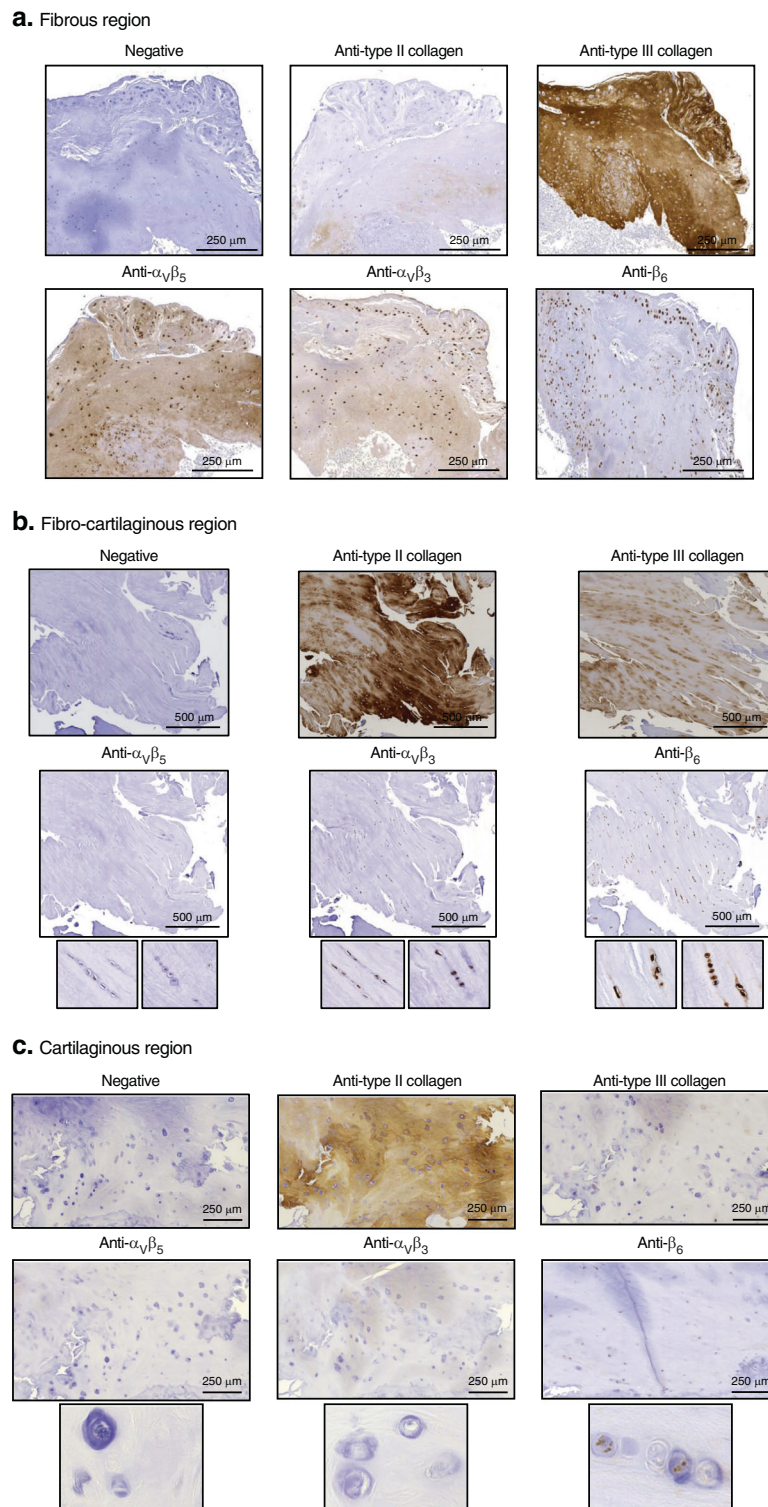 a. Fibrous region
Negative Anti-type II collagen Anti-type III collagen
250 μm 250 μm 250 μm
Anti-αVβ5 Anti-αVβ3 Anti-β6
250 μm 250 μm 250 μm
b. Fibro-cartilaginous region
Negative Anti-type II collagen Anti-type III collagen
500 μm 500 μm 500 μm
Anti-αVβ5 Anti-αVβ3 Anti-β6
500 μm 500 μm 500 μm
c. Cartilaginous region
Negative Anti-type II collagen Anti-type III collagen
250 μm 250 μm 250 μm
Anti-αVβ5 Anti-αVβ3 Anti-β6
250 μm 250 μm 250 μm